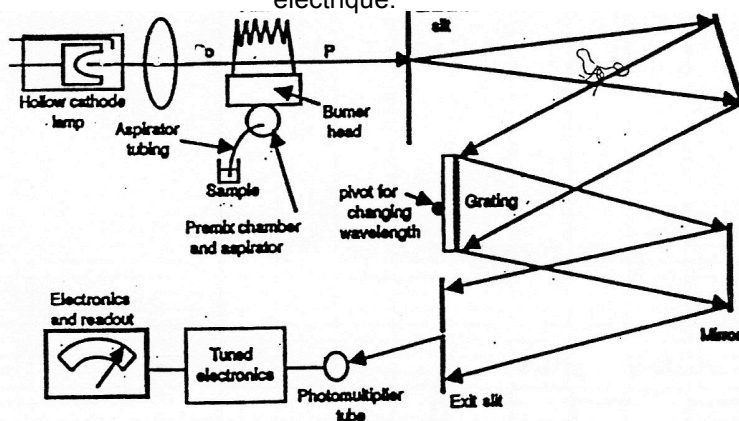 électrique.
slit
P
Hollow cathode
lamp
Aspirator
tubing
Burner
head
Sample
Premix chamber
and aspirator
pivot for
changing
wavelength
Grating
Mirror
Electronics
and readout
Tuned
electronics
Photomultiplier
tube
Exit slit